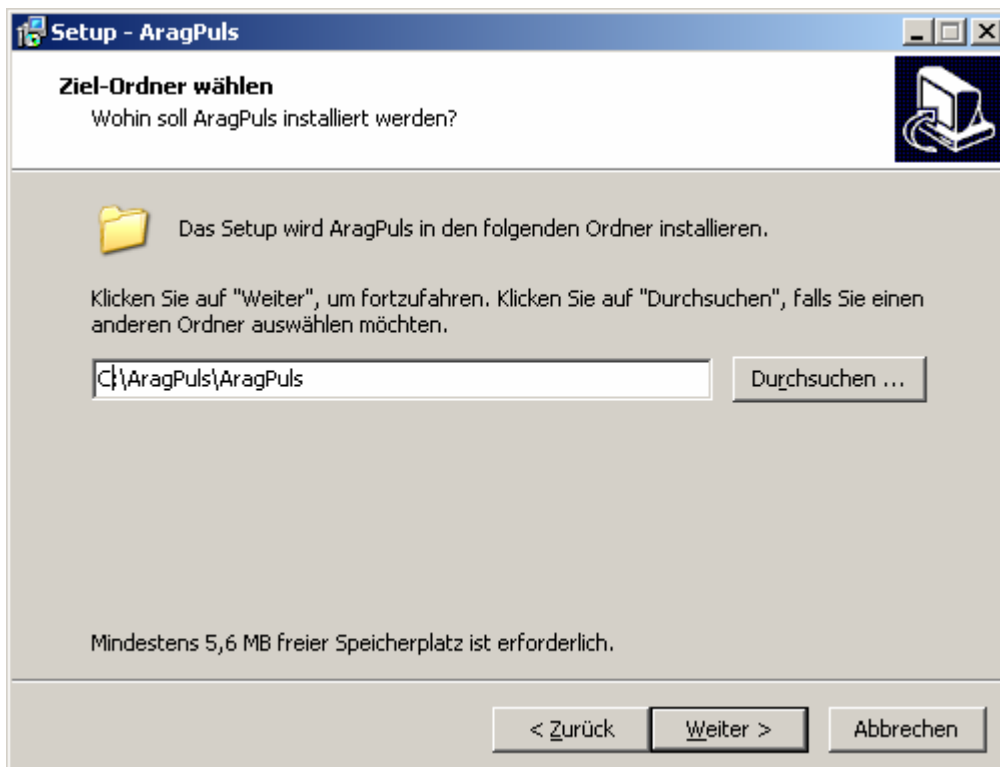 Setup - AragPuls
Ziel-Ordner wählen
Wohin soll AragPuls installiert werden?
Das Setup wird AragPuls in den folgenden Ordner installieren.
Klicken Sie auf "Weiter", um fortzufahren. Klicken Sie auf "Durchsuchen", falls Sie einen
anderen Ordner auswählen möchten.
C:\AragPuls\AragPuls
Durchsuchen ...
Mindestens 5,6 MB freier Speicherplatz ist erforderlich.
< Zurück
Weiter >
Abbrechen